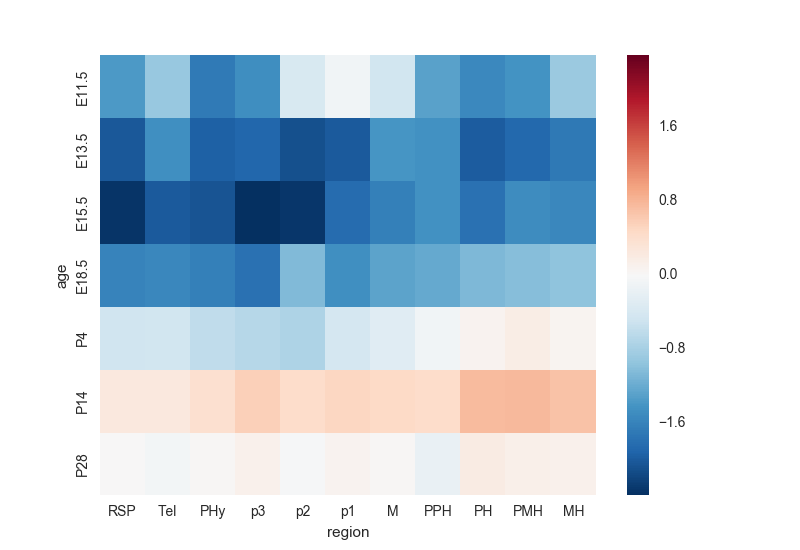 E11.5
E13.5
E15.5
E18.5
P4
P14
P28
age
RSP Tel PHy p3 p2 p1 M PPH PH PMH MH
region
1.6
0.8
0.0
−0.8
−1.6